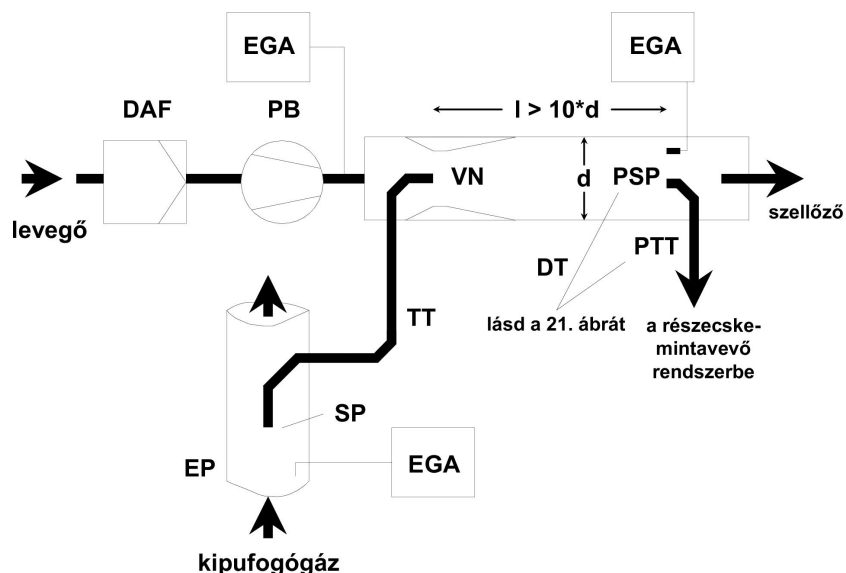 EGA
EGA
DAF
PB
l > 10*d
VN
d
PSP
levegő
szellőző
DT
PTT
TT
lásd a 21. ábrát
a részecske-
mintavevő
rendszerbe
SP
EP
EGA
kipufogógáz